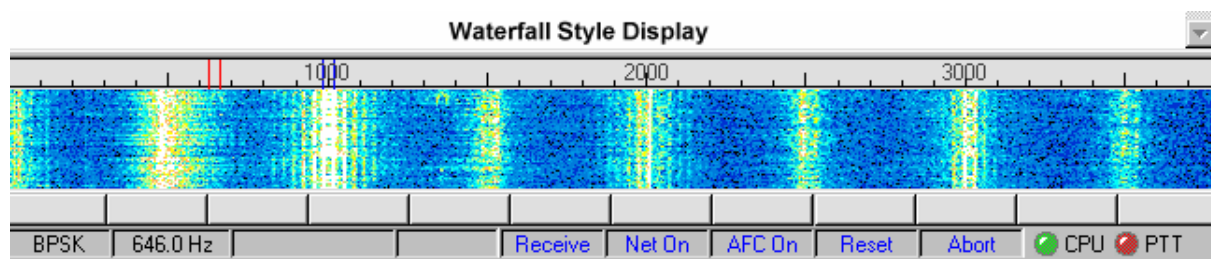 Waterfall Style Display
1000 2000 3000
BPSK 646.0 Hz Receive Net On AFC On Reset Abort CPU PTT